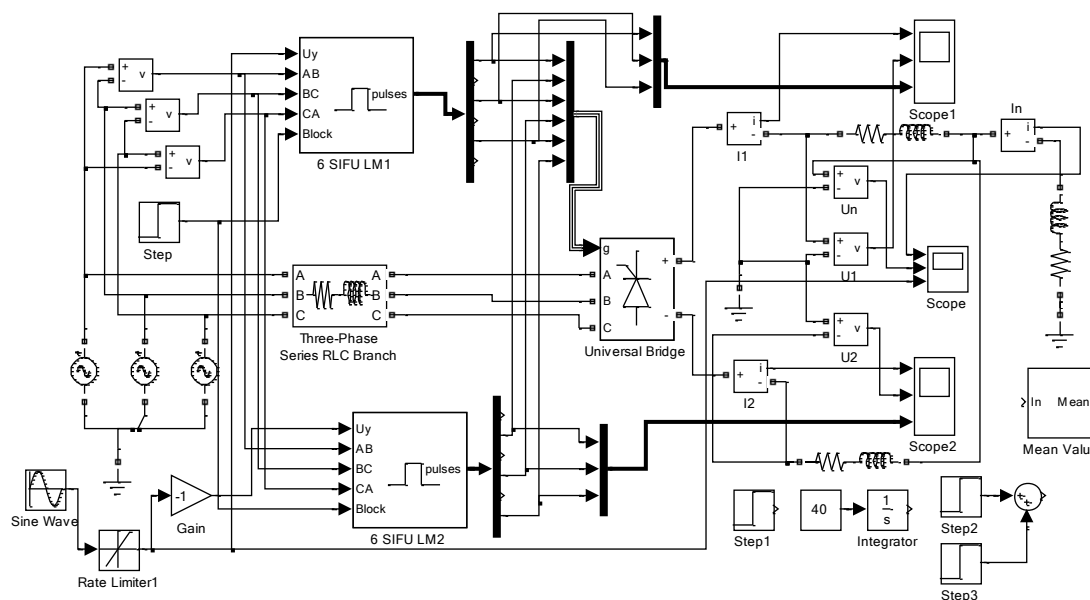 Uy
AB
BC
CA
Block
pulses
6 SIFU LM1
+
-
v
+
-
v
+
-
v
Step
A
B
C
A
B
C
Three-Phase
Series RLC Branch
g
A
B
C
+
-
Universal Bridge
Scope1
+
i
-
I1
+
i
-
In
+
-
v
Un
+
-
v
U1
Scope
+
-
v
U2
+
i
-
I2
Scope2
In
Mean
Mean Valu
Uy
AB
BC
CA
Block
pulses
6 SIFU LM2
Sine Wave
-1
Gain
Rate Limiter1
Step1
40
1
s
Integrator
Step2
+
+
Step3